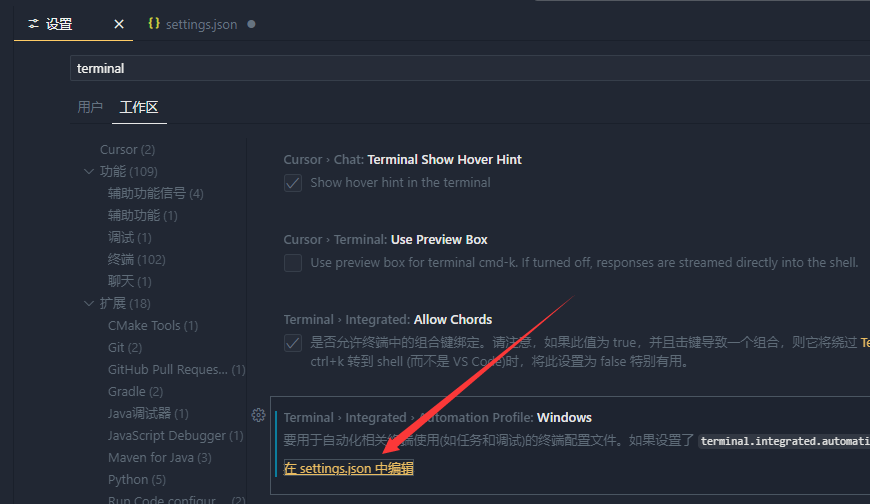 设置
settings.json
terminal
用户 工作区
Cursor (2)
功能 (109)
辅助功能信号 (4)
辅助功能 (1)
调试 (1)
终端 (102)
聊天 (1)
扩展 (18)
CMake Tools (1)
Git (2)
GitHub Pull Reques... (1)
Gradle (2)
Java调试器 (1)
JavaScript Debugger (1)
Maven for Java (3)
Python (5)
Run Code configur... (2)
Cursor › Chat: Terminal Show Hover Hint
Show hover hint in the terminal
Cursor › Terminal: Use Preview Box
Use preview box for terminal cmd-k. If turned off, responses are streamed directly into the shell.
Terminal › Integrated: Allow Chords
是否允许终端中的组合键绑定。请注意，如果此值为 true，并且击键导致一个组合，则它将绕过 Te
ctrl+k 转到 shell (而不是 VS Code)时，将此设置为 false 特别有用。
Terminal › Integrated › Automation Profile: Windows
要用于自动化相关终端使用(如任务和调试)的终端配置文件。如果设置了 terminal.integrated.automati
在 settings.json 中编辑